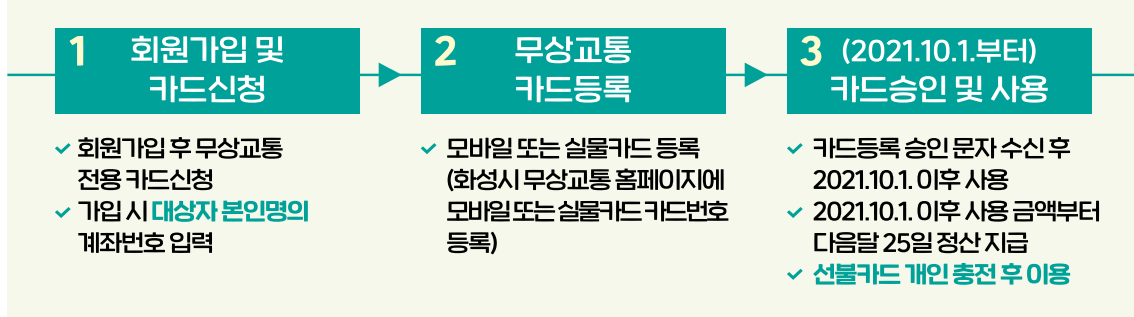 1 회원가입 및
카드신청
회원가입 후 무상교통
전용 카드신청
가입 시 대상자 본인명의
계좌번호 입력
2 무상교통
카드등록
모바일 또는 실물카드 등록
(화성시 무상교통 홈페이지에
모바일 또는 실물카드 카드번호
등록)
3 (2021.10.1.부터)
카드승인 및 사용
카드등록 승인 문자 수신 후
2021.10.1. 이후 사용
2021.10.1. 이후 사용 금액부터
다음달 25일 정산 지급
선불카드 개인 충전 후 이용